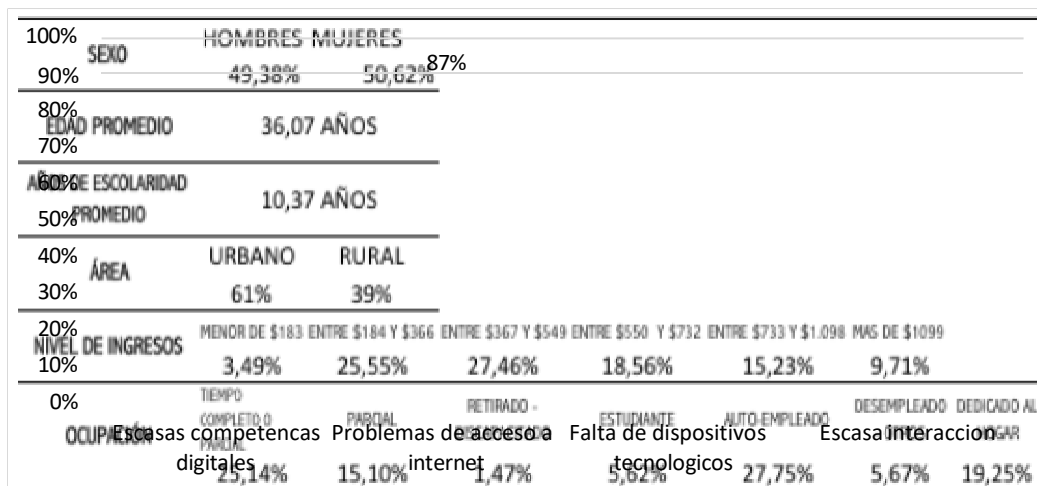 100%
HOMBRES MUJERES
SEXO
87%
90%
49,38% 50,62%
80%
EDAD PROMEDIO 36,07 AÑOS
70%
60%
AÑOS DE ESCOLARIDAD
PROMEDIO
10,37 AÑOS
50%
40%
URBANO RURAL
ÁREA
30%
61% 39%
20%
MENOR DE $183 ENTRE $184 Y $366 ENTRE $367 Y $549 ENTRE $550 Y $732 ENTRE $733 Y $1.098 MAS DE $1099
NIVEL DE INGRESOS
10%
3,49% 25,55% 27,46% 18,56% 15,23% 9,71%
0%
TIEMPO
COMPLETO O
PARCIAL
PARCIAL
RETIRADO -
ESTUDIANTE
AUTO-EMPLEADO
DESEMPLEADO
DEDICADO AL
HOGAR
OCUPACIÓN
25,14% 15,10% 1,47% 5,62% 27,75% 5,67% 19,25%
Escasas competencas
digitales
Problemas de acceso a
internet
Falta de dispositivos
tecnologicos
Escasa interaccion